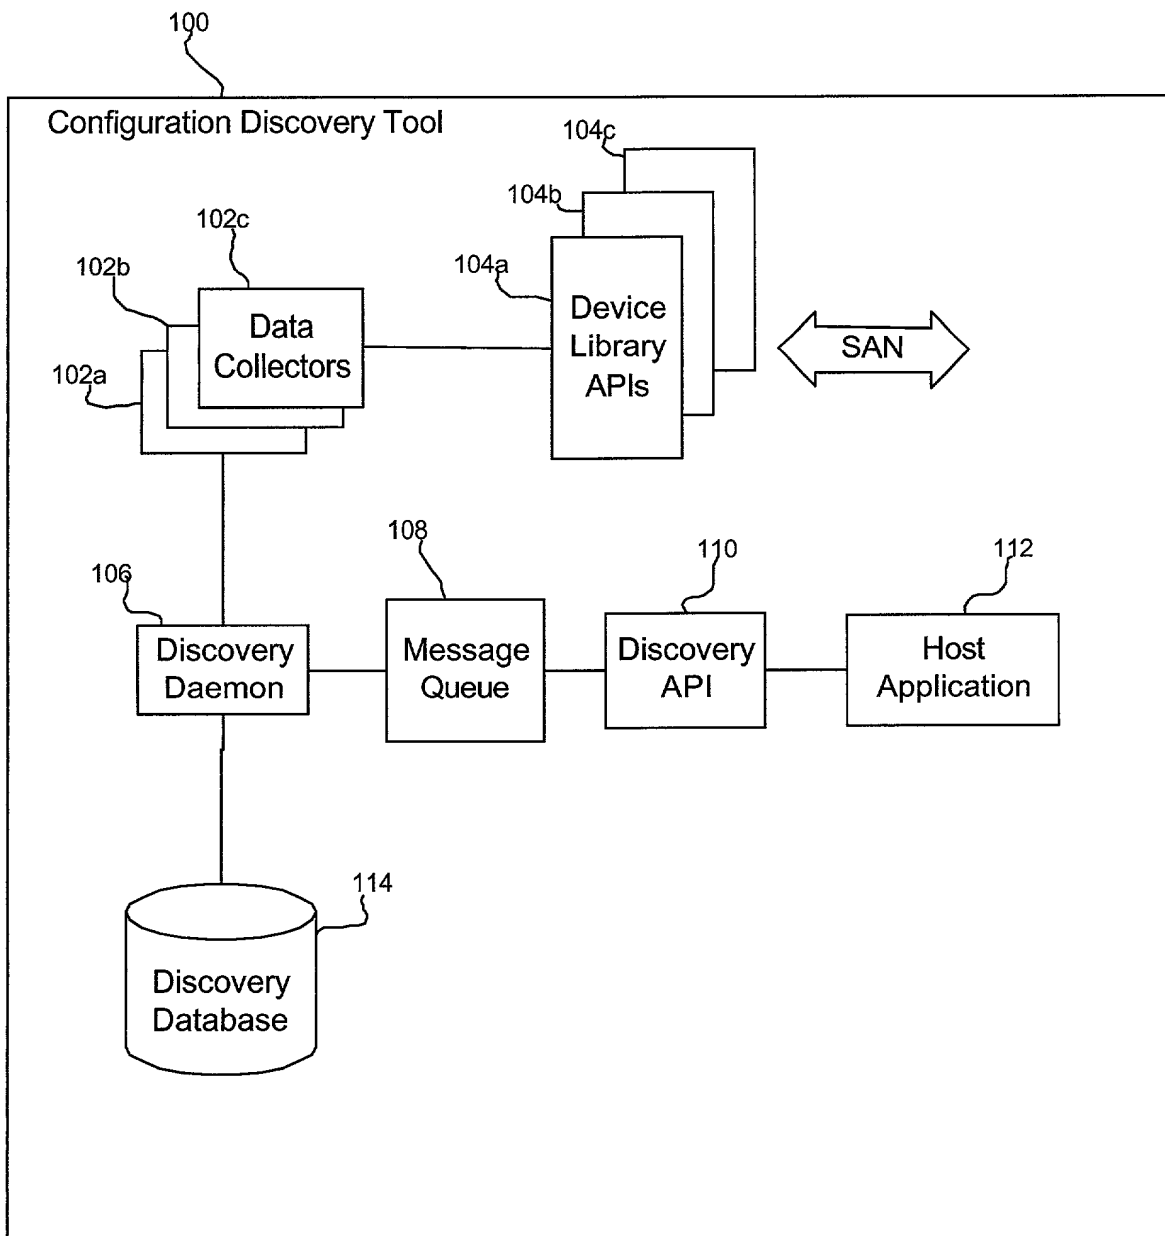 100
Configuration Discovery Tool
104c
104b
102c
104a
102b
Data
Collectors
Device
Library
APIs
SAN
102a
108
110
112
106
Discovery
Daemon
Message
Queue
Discovery
API
Host
Application
114
Discovery
Database